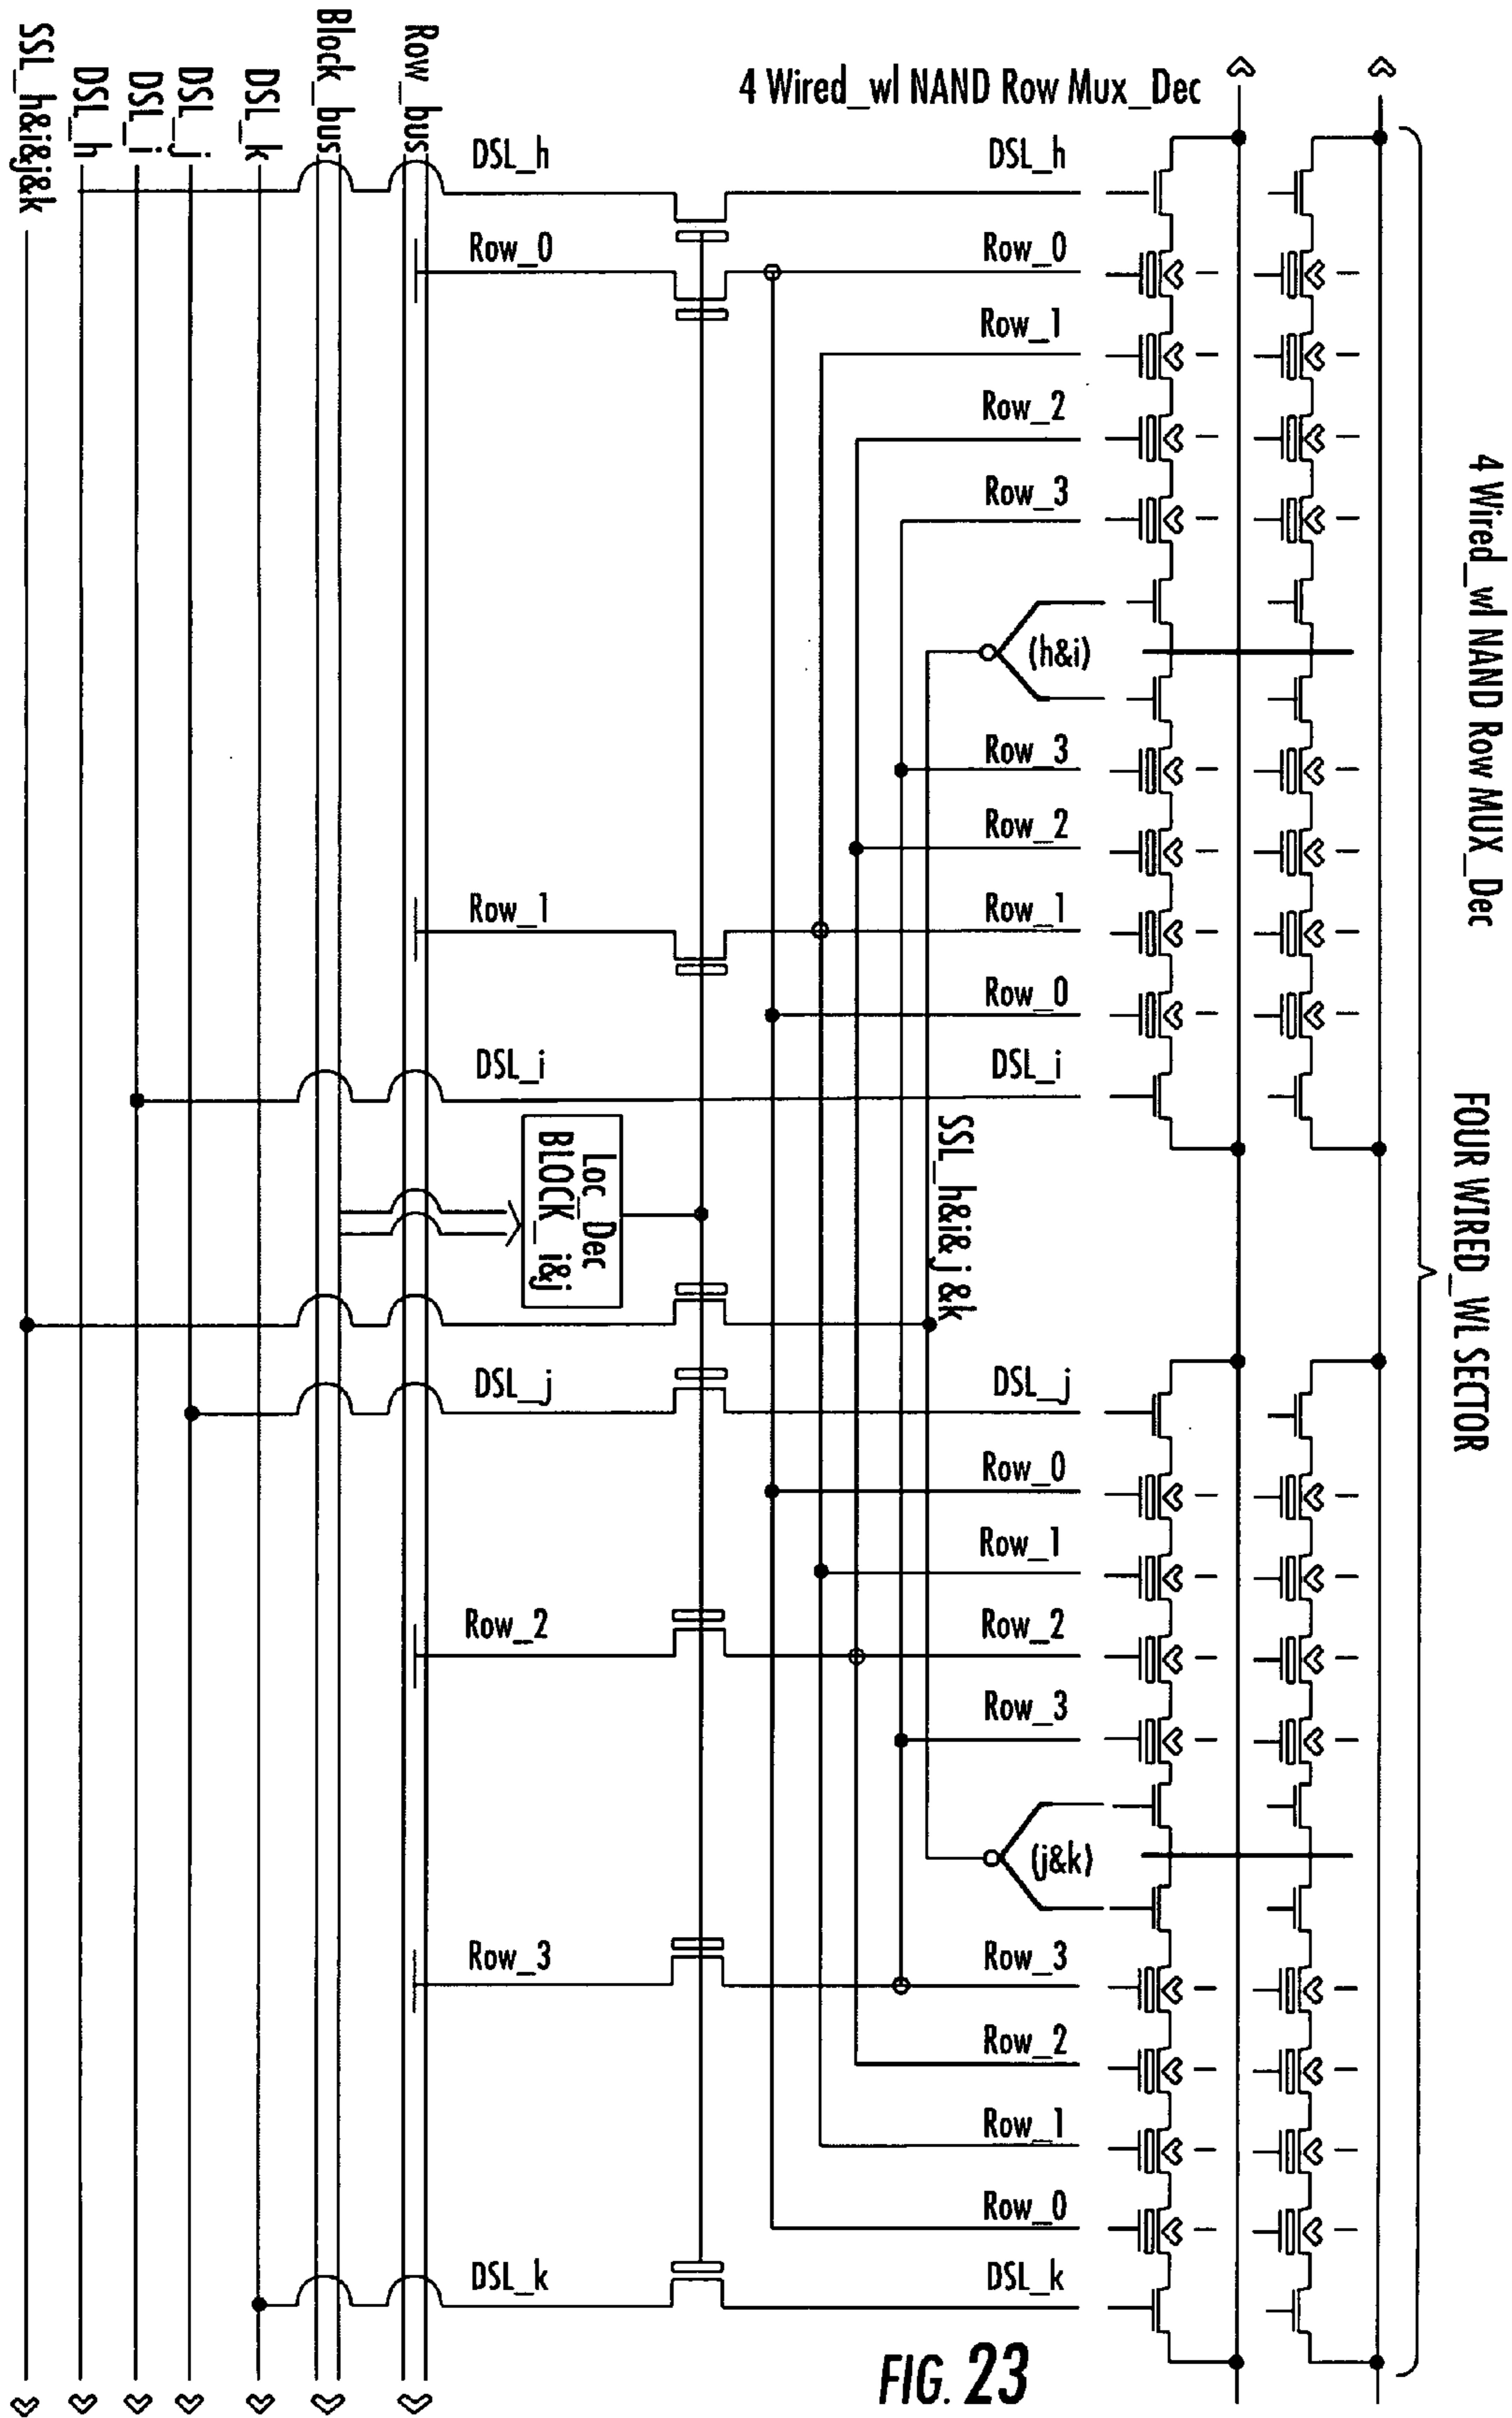 4 Wired_wl NAND Row MUX_Dec
FOUR WIRED_WL SECTOR
4 Wired_wl NAND Row Mux_Dec
SSL_h&i&j&k
DSL_h
DSL_i
DSL_j
DSL_k
Block_bus
Row_bus
DSL_h
DSL_h
Row_0
Row_0
Row_1
Row_2
Row_3
(h&i)
Row_3
Row_2
Row_1
Row_1
Row_0
DSL_i
DSL_i
Loc_Dec
BLOCK_i&j
SSL_h&i&j&k
DSL_j
DSL_j
Row_0
Row_1
Row_2
Row_2
Row_3
(j&k)
Row_3
Row_3
Row_2
Row_1
Row_0
DSL_k
DSL_k
FIG. 23